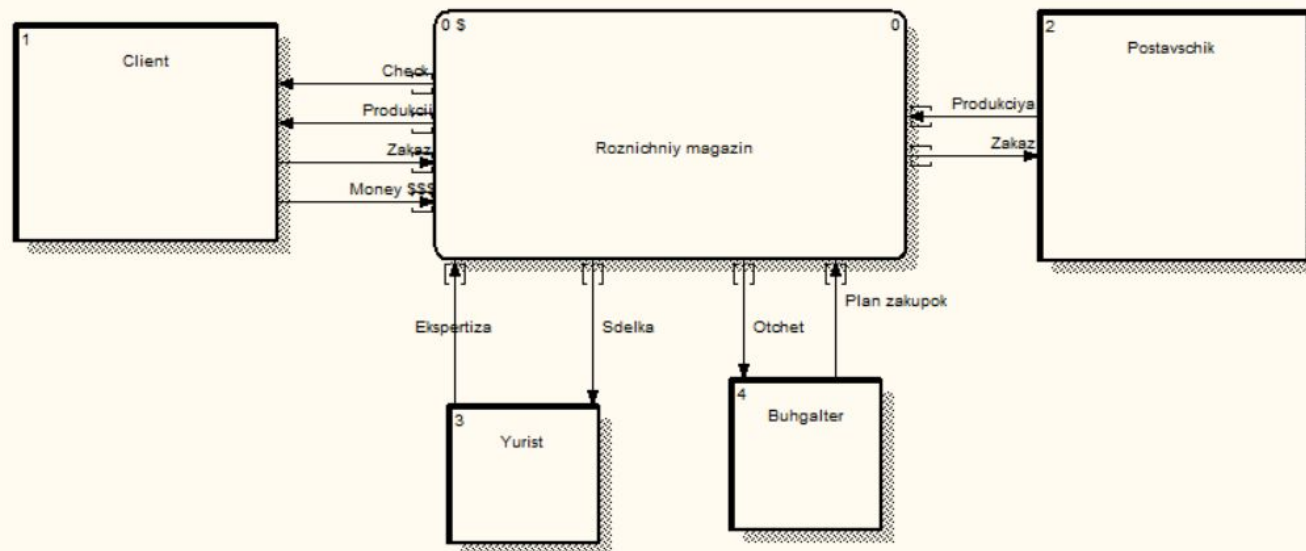 1
Client
0 $
0
Roznichniy magazin
2
Postavschik
Check
Produkcii
Zakaz
Money $$$
Produkciya
Zakaz
Ekspertiza
Sdelka
Otchet
Plan zakupok
3
Yurist
4
Buhgalter